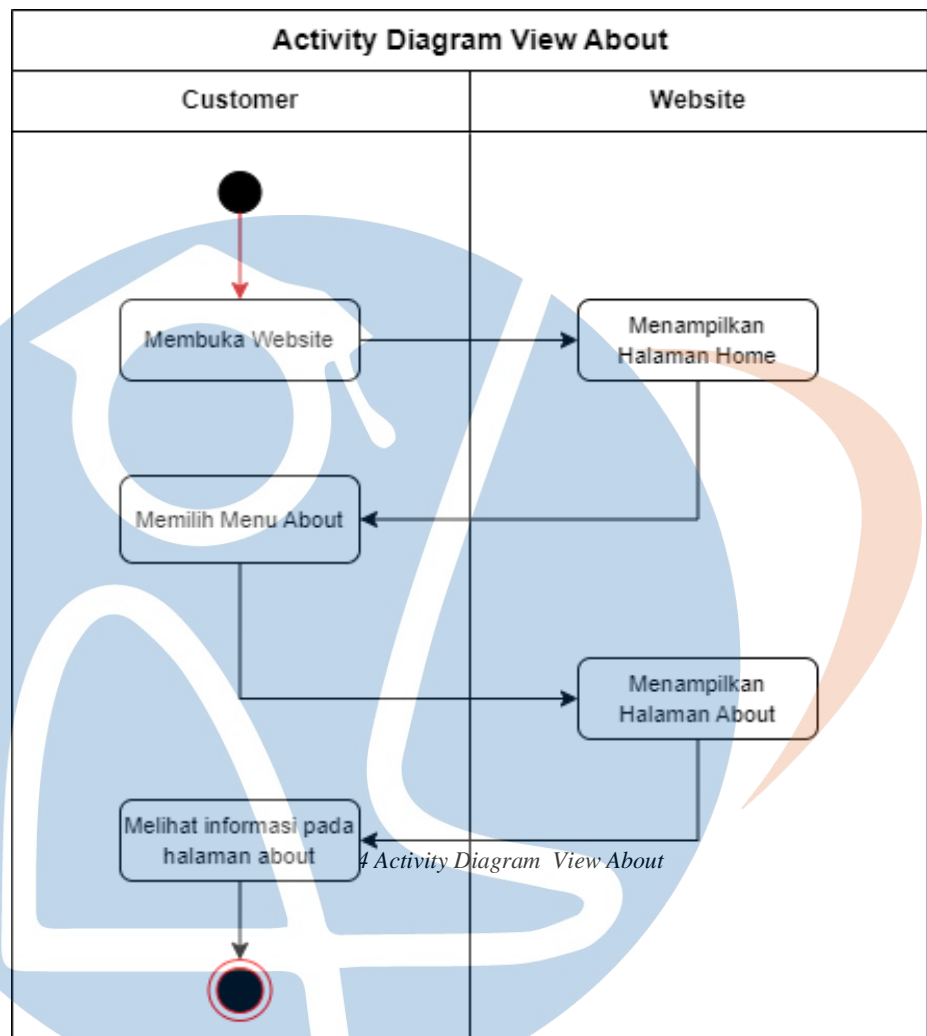 Activity Diagram View About
Customer
Website
Membuka Website
Menampilkan
Halaman Home
Memilih Menu About
Menampilkan
Halaman About
Melihat informasi pada
halaman about
4 Activity Diagram View About